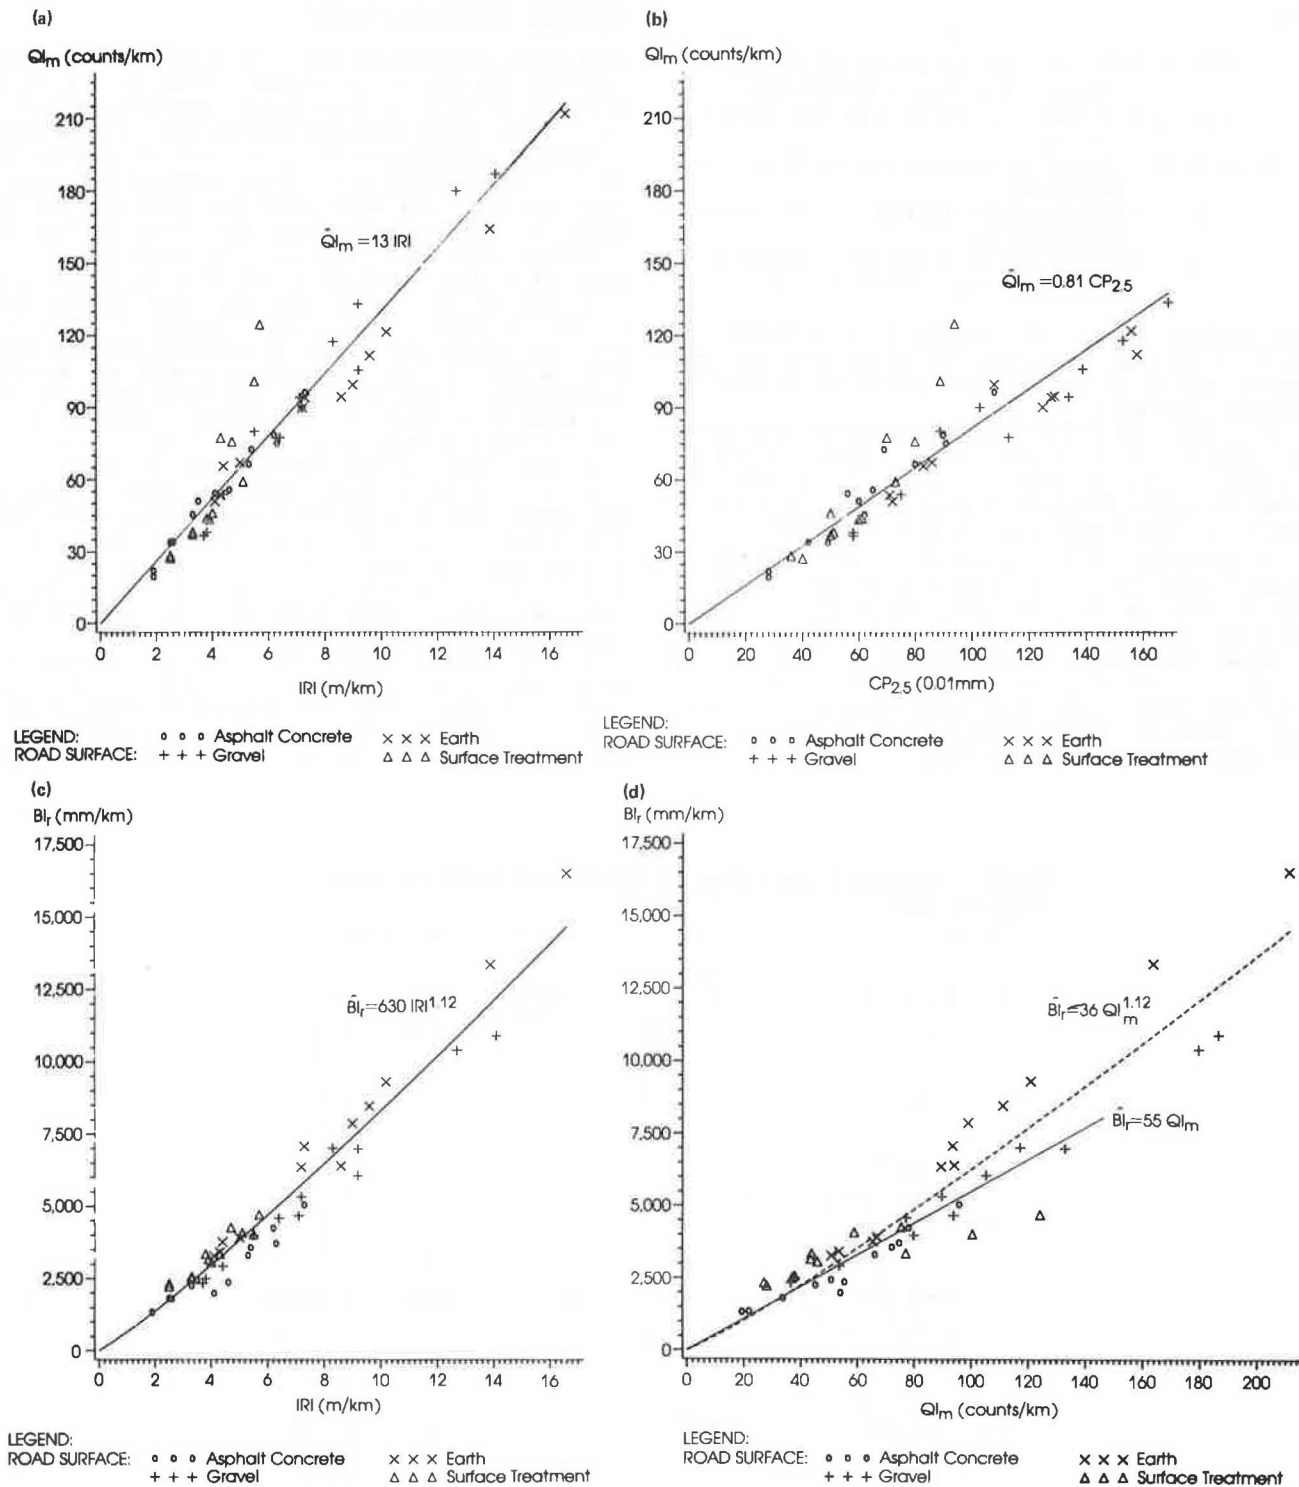 (a)
QIm (counts/km)
210
180
150
120
90
60
30
0
Q̂Im = 13 IRI
0 2 4 6 8 10 12 14 16
IRI (m/km)
LEGEND:
ROAD SURFACE: o o o Asphalt Concrete × × × Earth
+ + + Gravel Δ Δ Δ Surface Treatment
(b)
QIm (counts/km)
210
180
150
120
90
60
30
0
Q̂Im = 0.81 CP2.5
0 20 40 60 80 100 120 140 160
CP2.5 (0.01mm)
LEGEND:
ROAD SURFACE: o o o Asphalt Concrete × × × Earth
+ + + Gravel Δ Δ Δ Surface Treatment
(c)
BIr (mm/km)
17,500
15,000
12,500
10,000
7,500
5,000
2,500
0
B̂Ir=630 IRI^1.12
0 2 4 6 8 10 12 14 16
IRI (m/km)
LEGEND:
ROAD SURFACE: o o o Asphalt Concrete × × × Earth
+ + + Gravel Δ Δ Δ Surface Treatment
(d)
BIr (mm/km)
17,500
15,000
12,500
10,000
7,500
5,000
2,500
0
B̂Ir=36 QIm^1.12
B̂Ir=55 QIm
0 20 40 60 80 100 120 140 160 180 200
QIm (counts/km)
LEGEND:
ROAD SURFACE: o o o Asphalt Concrete × × × Earth
+ + + Gravel Δ Δ Δ Surface Treatment